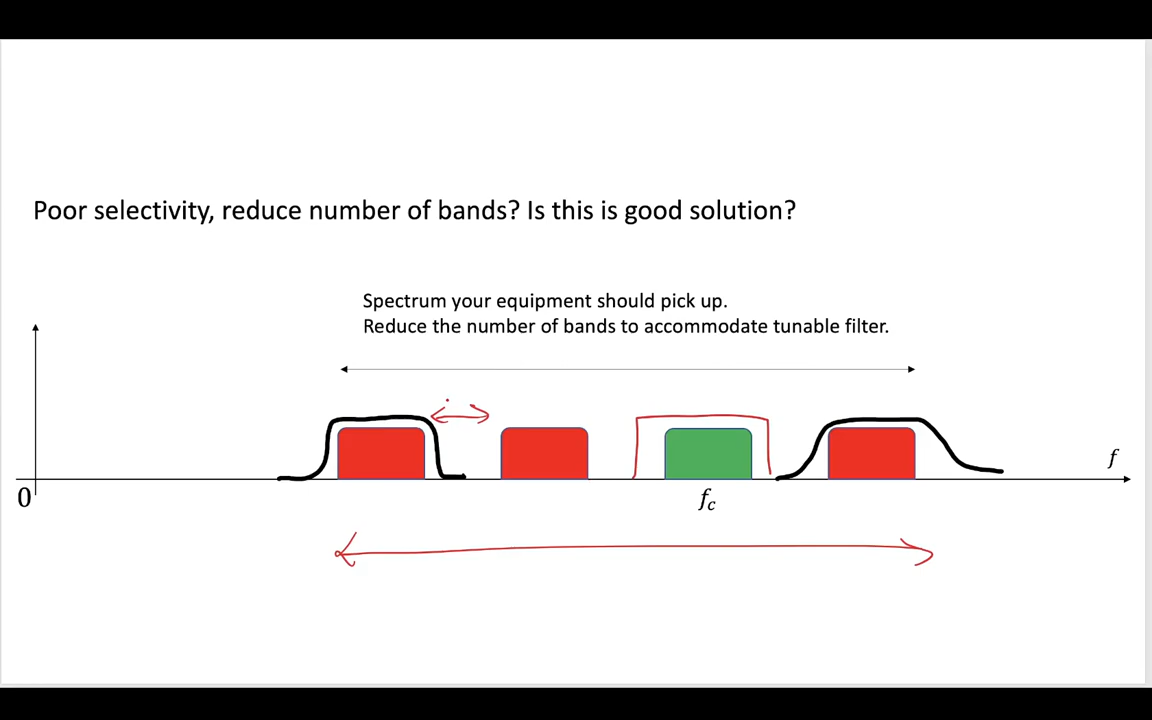 Poor selectivity, reduce number of bands? Is this is good solution?
Spectrum your equipment should pick up.
Reduce the number of bands to accommodate tunable filter.
f
0
fc